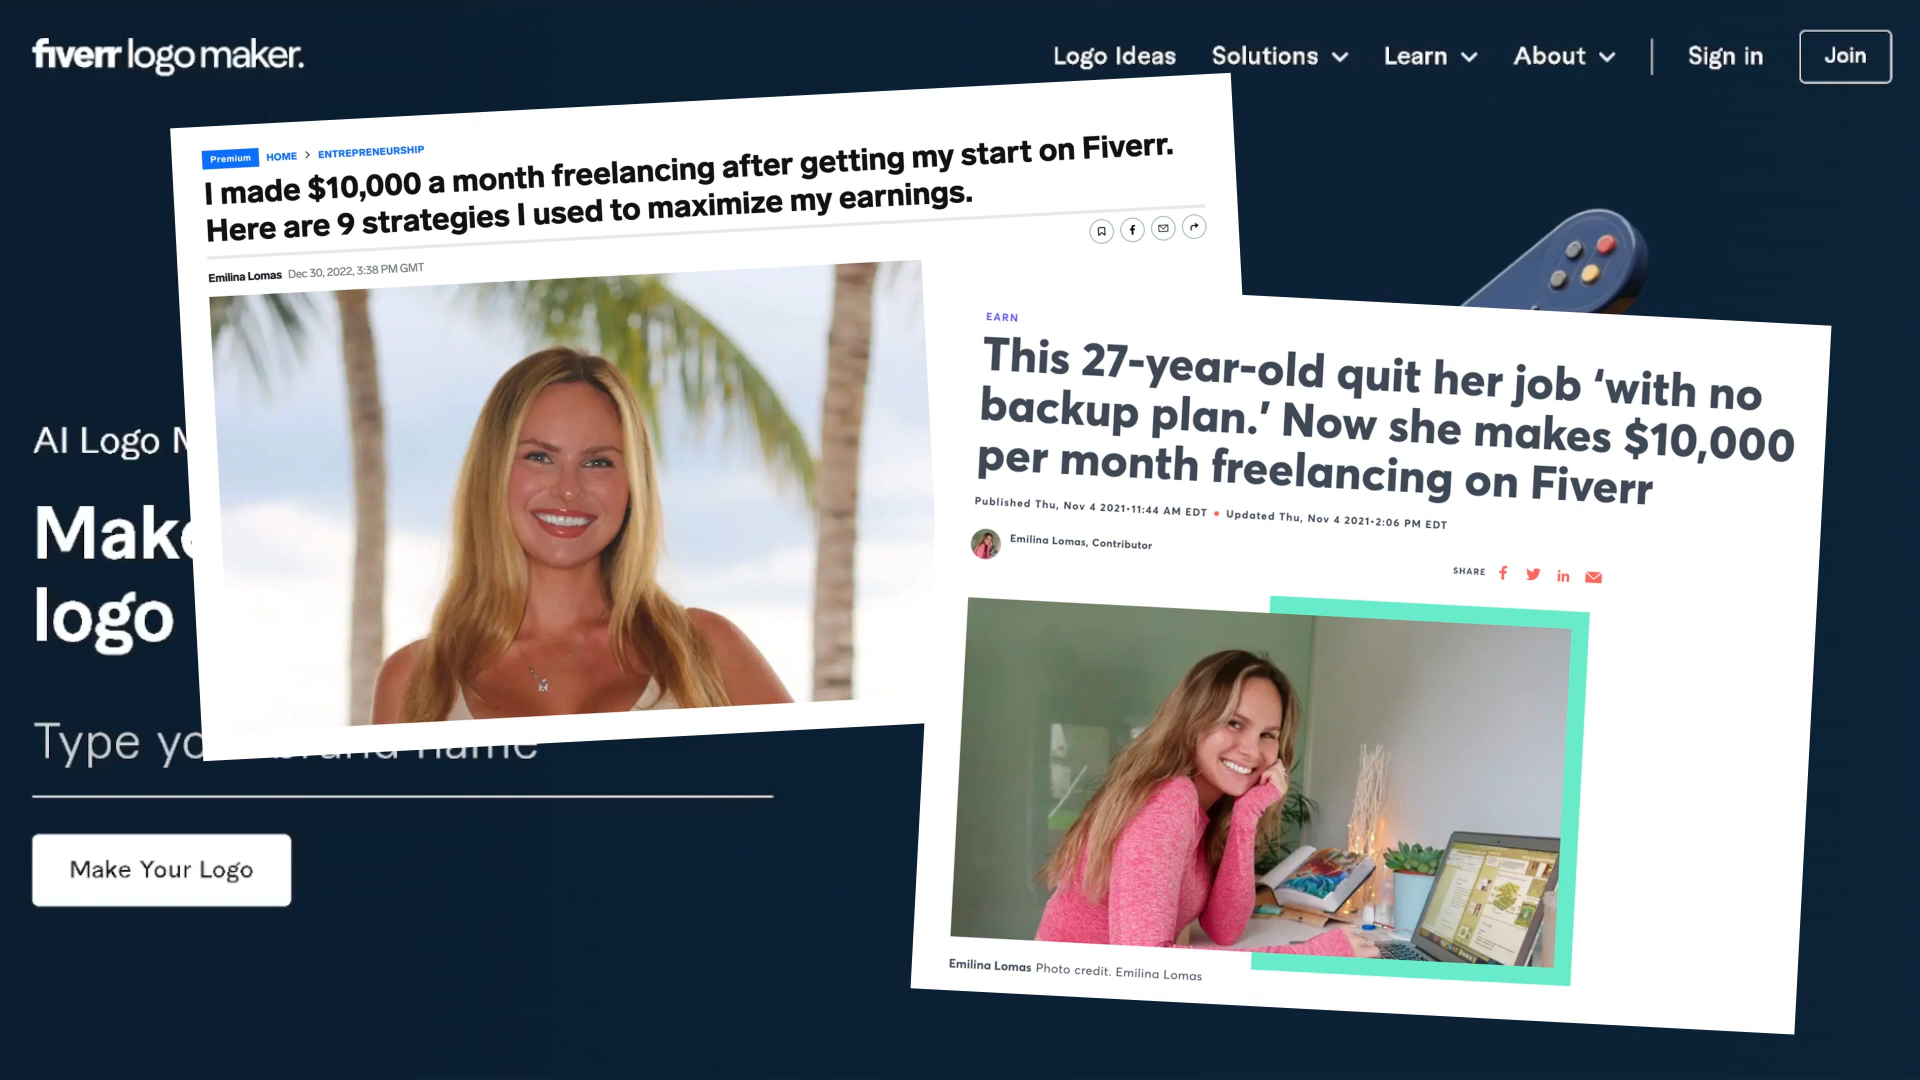 fiverr logo maker.
Logo Ideas Solutions Learn About Sign in Join
Premium HOME > ENTREPRENEURSHIP
I made $10,000 a month freelancing after getting my start on Fiverr.
Here are 9 strategies I used to maximize my earnings.
Emilina Lomas Dec 30, 2022, 3:38 PM GMT
EARN
This 27-year-old quit her job ‘with no
backup plan.’ Now she makes $10,000
per month freelancing on Fiverr
Published Thu, Nov 4 2021•11:44 AM EDT • Updated Thu, Nov 4 2021•2:06 PM EDT
Emilina Lomas, Contributor
SHARE
Emilina Lomas Photo credit. Emilina Lomas
AI Logo
Make
logo
Type brand name
Make Your Logo